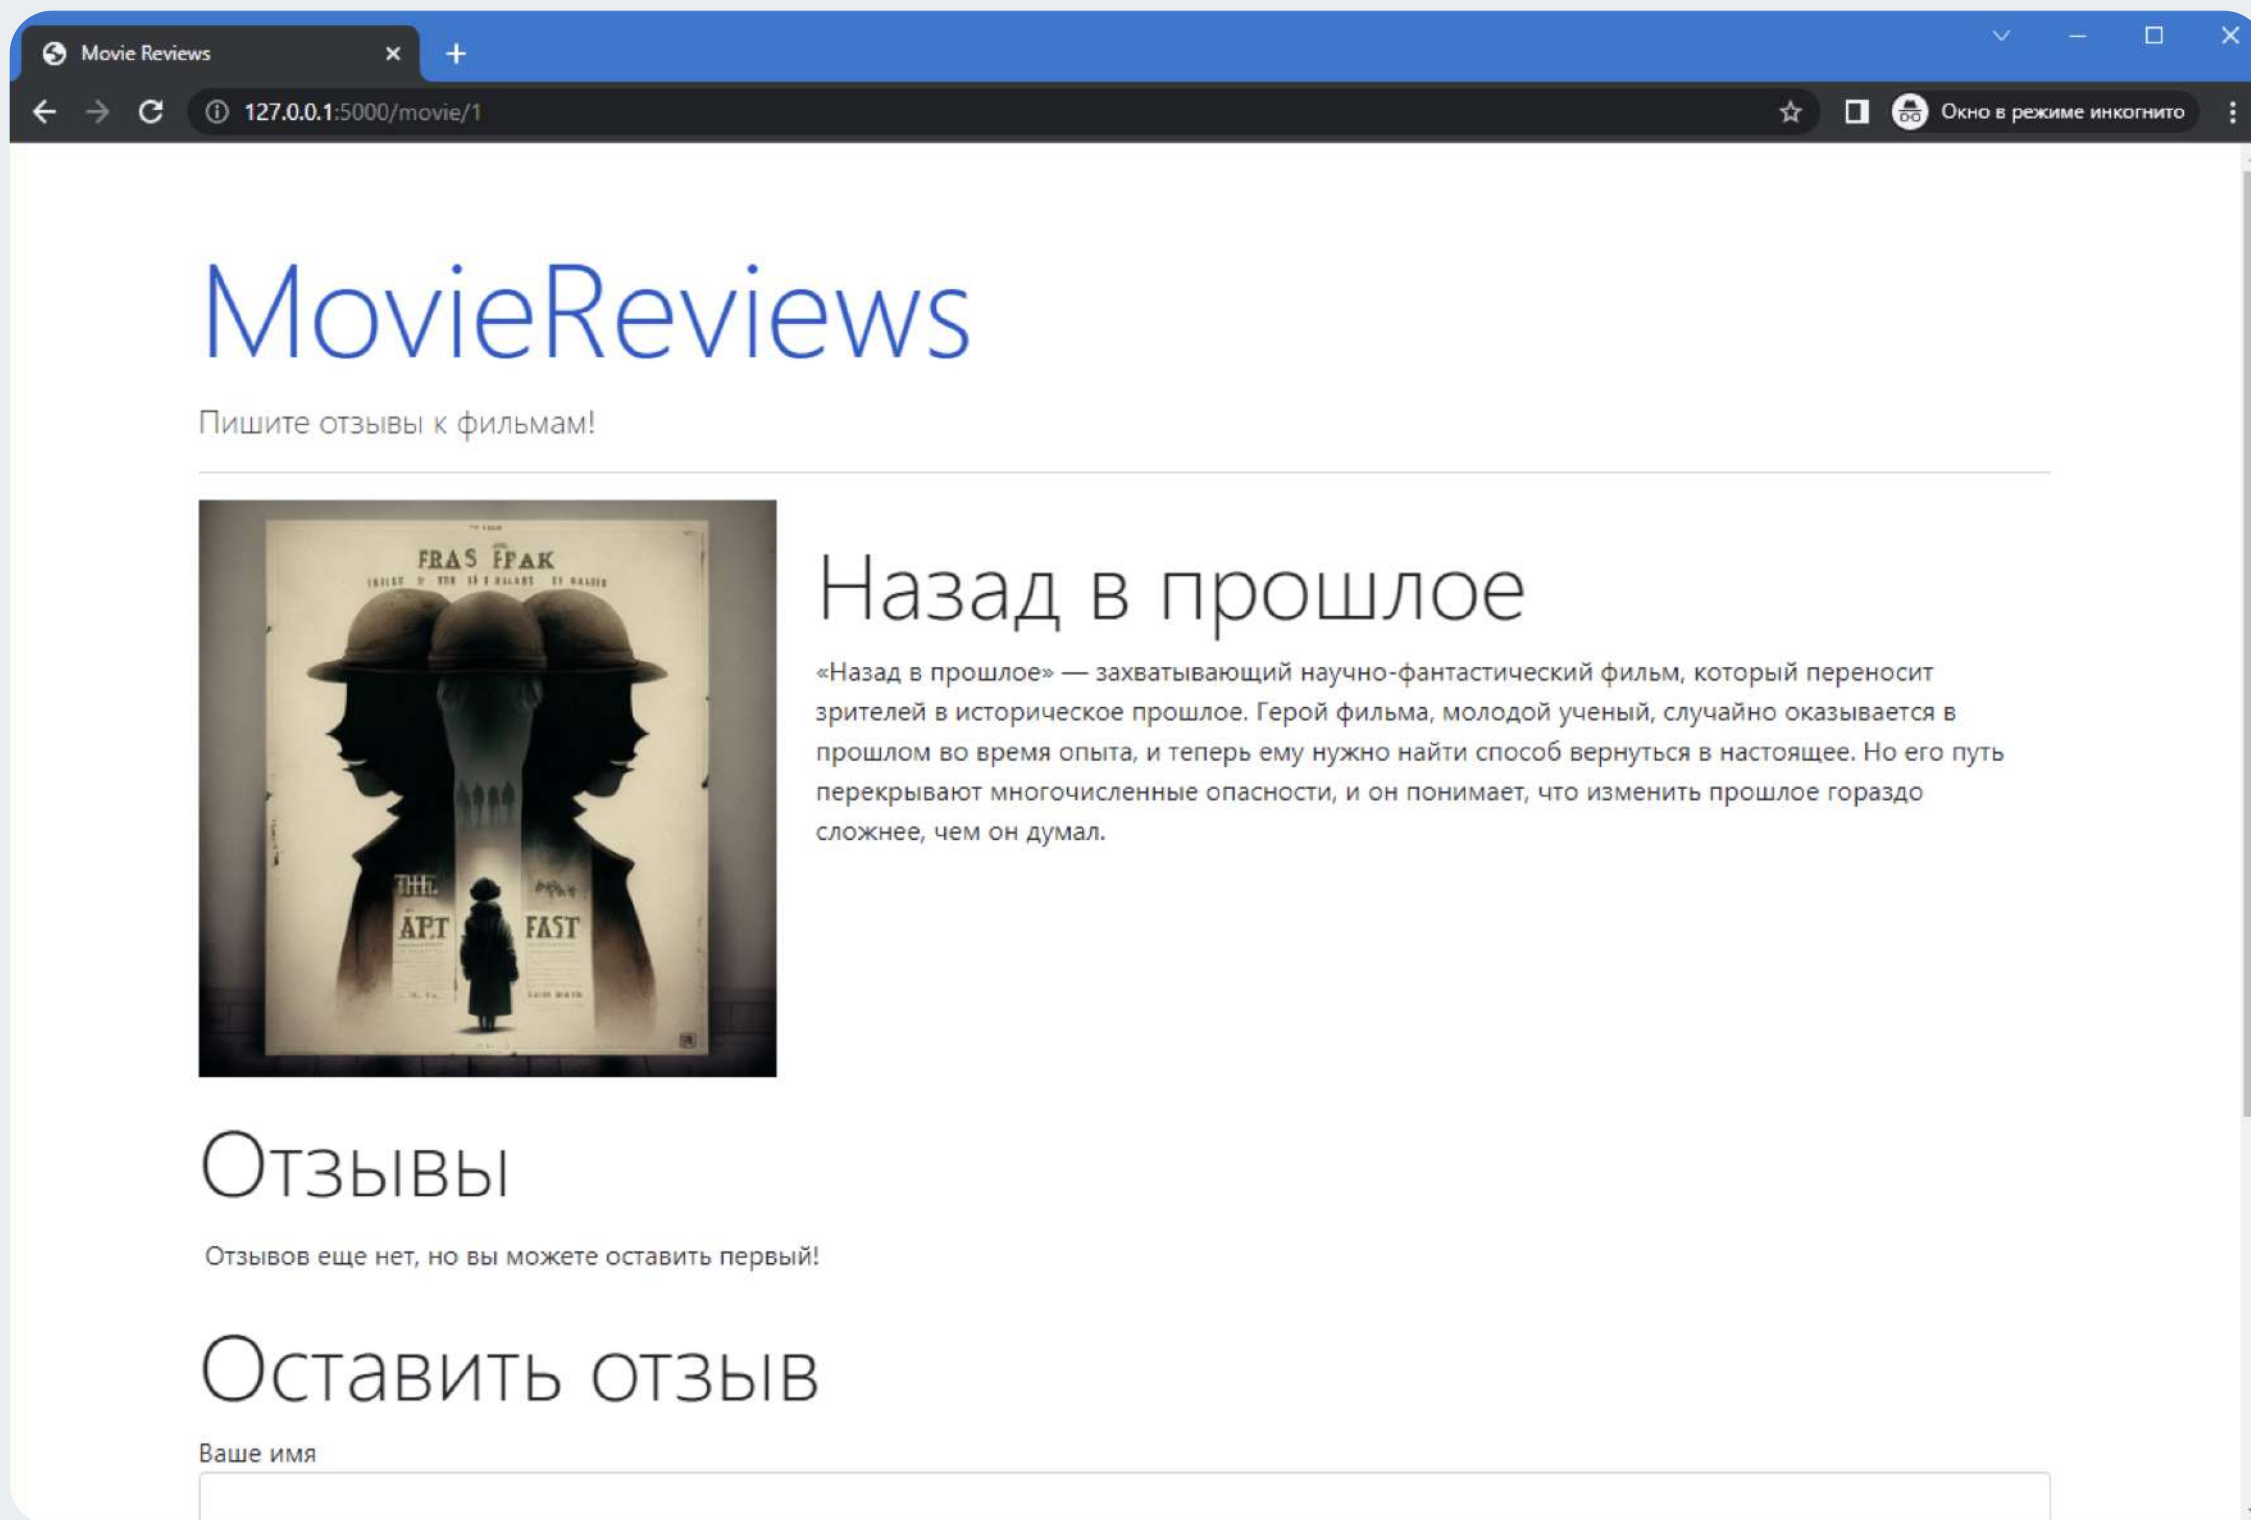 Movie Reviews
127.0.0.1:5000/movie/1
Окно в режиме инкогнито
MovieReviews
Пишите отзывы к фильмам!
FRAS FPAK
THE
APT
FAST
Назад в прошлое
«Назад в прошлое» — захватывающий научно-фантастический фильм, который переносит
зрителей в историческое прошлое. Герой фильма, молодой ученый, случайно оказывается в
прошлом во время опыта, и теперь ему нужно найти способ вернуться в настоящее. Но его путь
перекрывают многочисленные опасности, и он понимает, что изменить прошлое гораздо
сложнее, чем он думал.
Отзывы
Отзывов еще нет, но вы можете оставить первый!
Оставить отзыв
Ваше имя